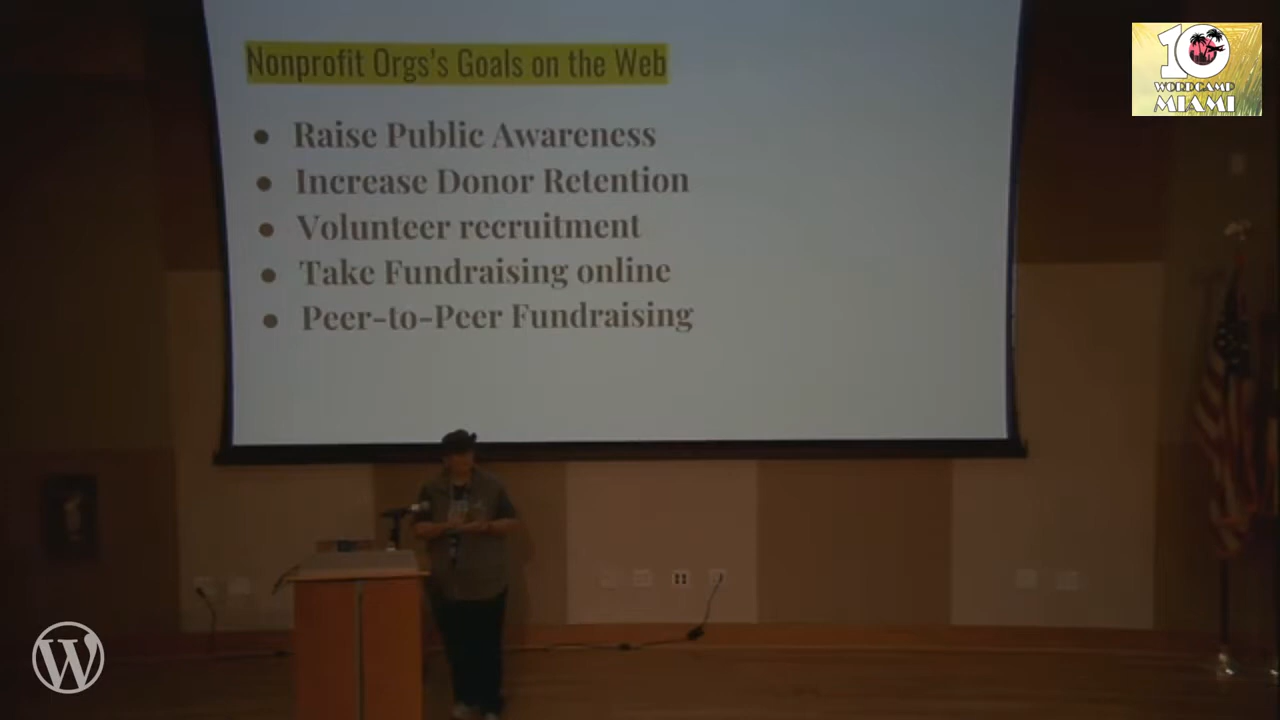 Nonprofit Orgs's Goals on the Web
● Raise Public Awareness
● Increase Donor Retention
● Volunteer recruitment
● Take Fundraising online
● Peer-to-Peer Fundraising
10
WORDCAMP
MIAMI
W